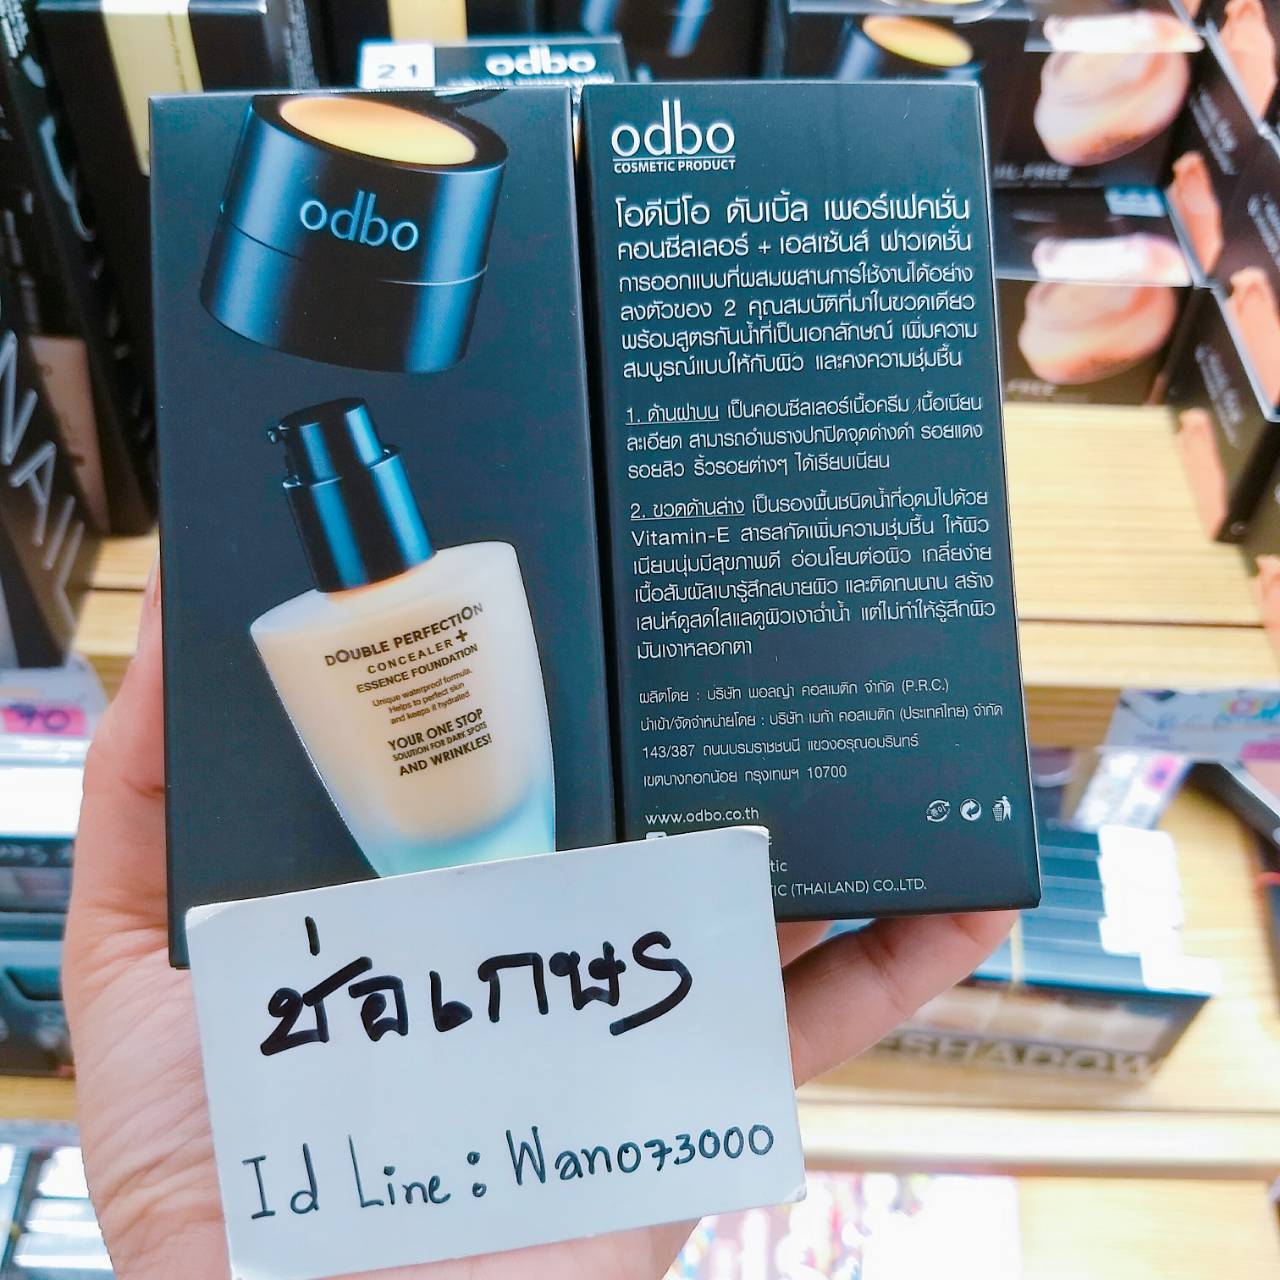 21
odbo
odbo
DOUBLE PERFECTION
CONCEALER +
ESSENCE FOUNDATION
Unique waterproof formula.
Helps to perfect skin
and keeps it hydrated
YOUR ONE STOP
SOLUTION FOR DARK SPOTS
AND WRINKLES!
odbo
COSMETIC PRODUCT
โอดีบีโอ ดับเบิ้ล เพอร์เฟคชั่น
คอนซีลเลอร์ + เอสเซ้นส์ ฟาวเดชั่น
การออกแบบที่ผสมผสานการใช้งานได้อย่าง
ลงตัวของ 2 คุณสมบัติที่มาในขวดเดียว
พร้อมสูตรกันน้ำที่เป็นเอกลักษณ์ เพิ่มความ
สมบูรณ์แบบให้กับผิว และคงความชุ่มชื้น
1. ด้านฝาบน เป็นคอนซีลเลอร์เนื้อครีม เนื้อเนียน
ละเอียด สามารถอำพรางปกปิดจุดด่างดำ รอยแดง
รอยสิว ริ้วรอยต่างๆ ได้เรียบเนียน
2. ขวดด้านล่าง เป็นรองพื้นชนิดน้ำที่อุดมไปด้วย
Vitamin-E สารสกัดเพิ่มความชุ่มชื้น ให้ผิว
เนียนนุ่มมีสุขภาพดี อ่อนโยนต่อผิว เกลี่ยง่าย
เนื้อสัมผัสเบารู้สึกสบายผิว และติดทนนาน สร้าง
เสน่ห์ดูสดใสแลดูผิวเงาฉ่ำน้ำ แต่ไม่ทำให้รู้สึกผิว
มันเงาหลอกตา
ผลิตโดย : บริษัท พอลญ่า คอสเมติก จำกัด (P.R.C.)
นำเข้า/จัดจำหน่ายโดย : บริษัท เมก้า คอสเมติก (ประเทศไทย) จำกัด
143/387 ถนนบรมราชชนนี แขวงอรุณอมรินทร์
เขตบางกอกน้อย กรุงเทพฯ 10700
www.odbo.co.th
tic
TIC (THAILAND) CO.,LTD.
ช่อเกษร
Id Line : Wano73000